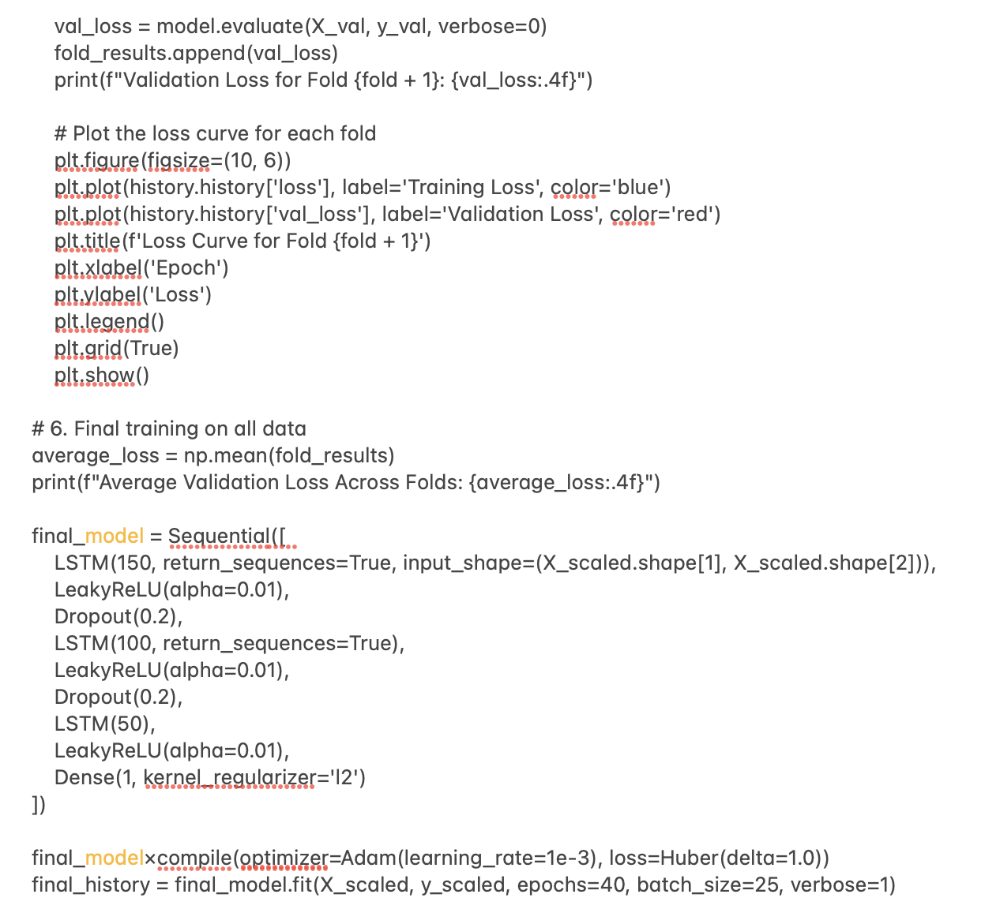 val_loss = model.evaluate(X_val, y_val, verbose=0)
fold_results.append(val_loss)
print(f"Validation Loss for Fold {fold + 1}: {val_loss:.4f}")
# Plot the loss curve for each fold
plt.figure(figsize=(10, 6))
plt.plot(history.history['loss'], label='Training Loss', color='blue')
plt.plot(history.history['val_loss'], label='Validation Loss', color='red')
plt.title(f'Loss Curve for Fold {fold + 1}')
plt.xlabel('Epoch')
plt.ylabel('Loss')
plt.legend()
plt.grid(True)
plt.show()
# 6. Final training on all data
average_loss = np.mean(fold_results)
print(f"Average Validation Loss Across Folds: {average_loss:.4f}")
final_model = Sequential([
LSTM(150, return_sequences=True, input_shape=(X_scaled.shape[1], X_scaled.shape[2])),
LeakyReLU(alpha=0.01),
Dropout(0.2),
LSTM(100, return_sequences=True),
LeakyReLU(alpha=0.01),
Dropout(0.2),
LSTM(50),
LeakyReLU(alpha=0.01),
Dense(1, kernel_regularizer='l2')
])
final_model×compile(optimizer=Adam(learning_rate=1e-3), loss=Huber(delta=1.0))
final_history = final_model.fit(X_scaled, y_scaled, epochs=40, batch_size=25, verbose=1)